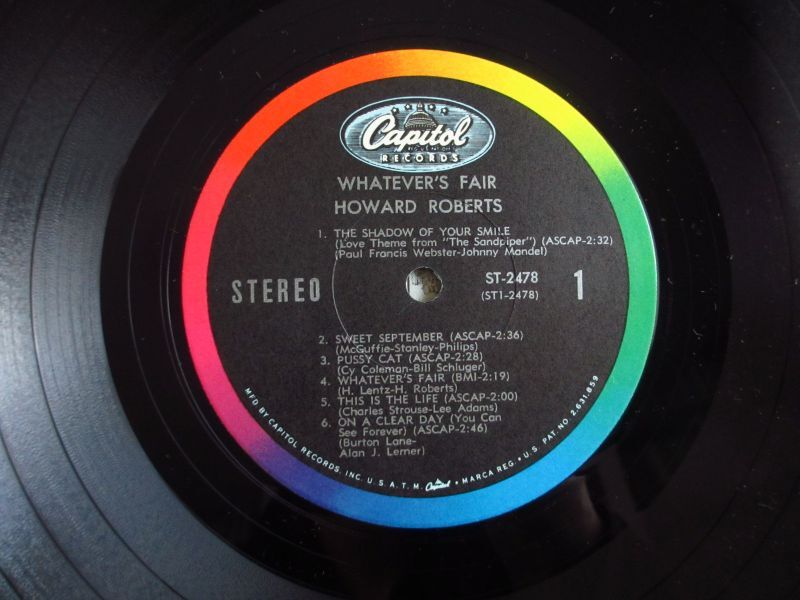 Capitol
RECORDS
WHATEVER'S FAIR
HOWARD ROBERTS
1. THE SHADOW OF YOUR SMILE
(Love Theme from "The Sandpiper") (ASCAP-2:32)
(Paul Francis Webster-Johnny Mandel)
STEREO
ST-2478
(ST1-2478)
1
2. SWEET SEPTEMBER (ASCAP-2:36)
(McGuffie-Stanley-Philips)
3. PUSSY CAT (ASCAP-2:28)
(Cy Coleman-Bill Schluger)
4. WHATEVER'S FAIR (BMI-2:19)
(H. Lentz-H. Roberts)
5. THIS IS THE LIFE (ASCAP-2:00)
(Charles Strouse-Lee Adams)
6. ON A CLEAR DAY (You Can
See Forever) (ASCAP-2:46)
(Burton Lane-
Alan J. Lerner)
MFD BY CAPITOL RECORDS, INC. U.S.A. T.M. Capitol • MARCA REG. • U.S. PAT. NO. 2,631,859